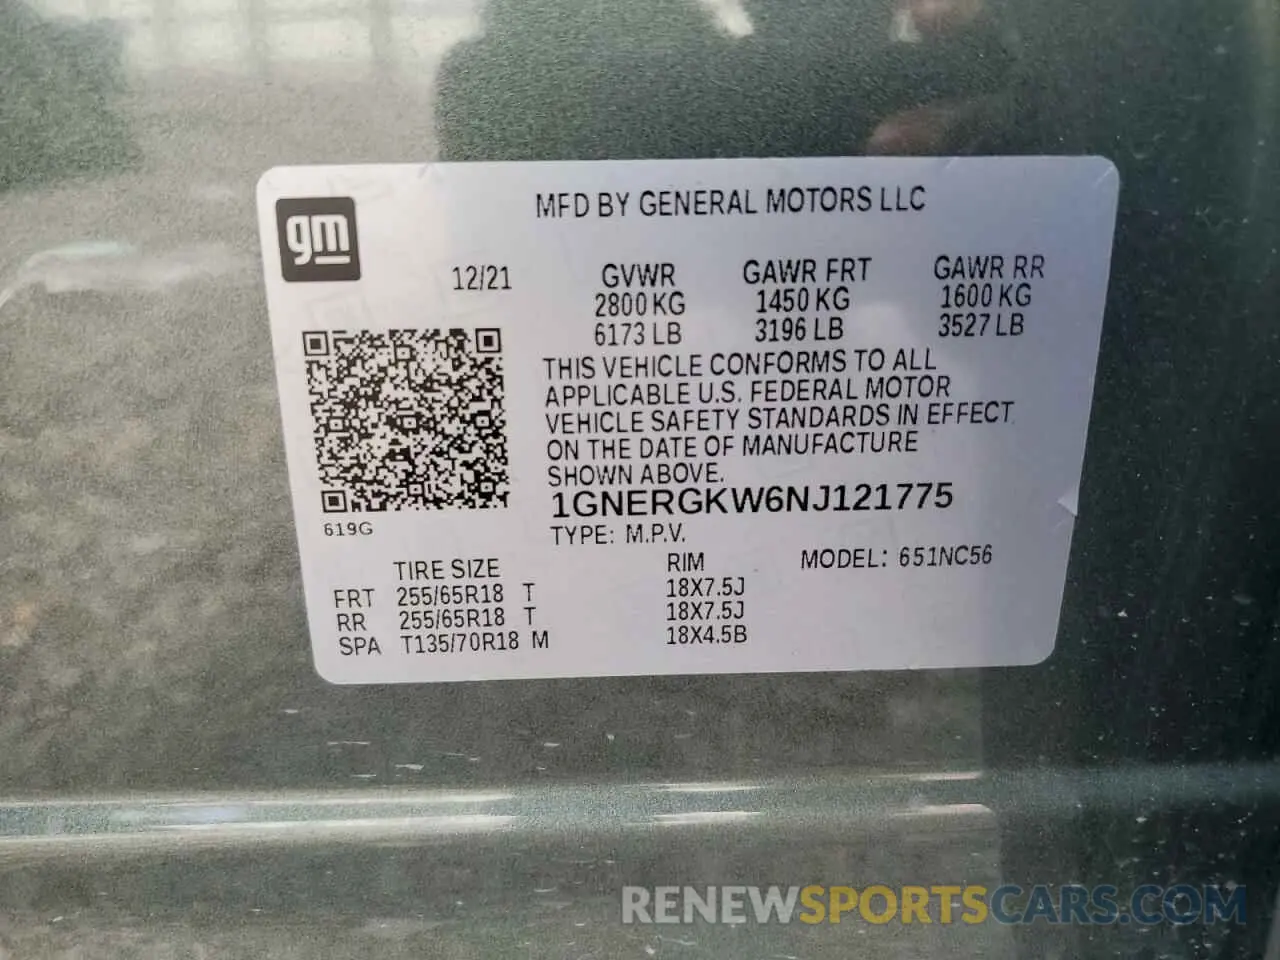 gm
MFD BY GENERAL MOTORS LLC
12/21
GVWR GAWR FRT GAWR RR
2800 KG 1450 KG 1600 KG
6173 LB 3196 LB 3527 LB
THIS VEHICLE CONFORMS TO ALL
APPLICABLE U.S. FEDERAL MOTOR
VEHICLE SAFETY STANDARDS IN EFFECT
ON THE DATE OF MANUFACTURE
SHOWN ABOVE.
1GNERGKW6NJ121775
619G
TYPE: M.P.V.
TIRE SIZE RIM MODEL: 651NC56
FRT 255/65R18 T 18X7.5J
RR 255/65R18 T 18X7.5J
SPA T135/70R18 M 18X4.5B
RENEWSPORTSCARS.COM